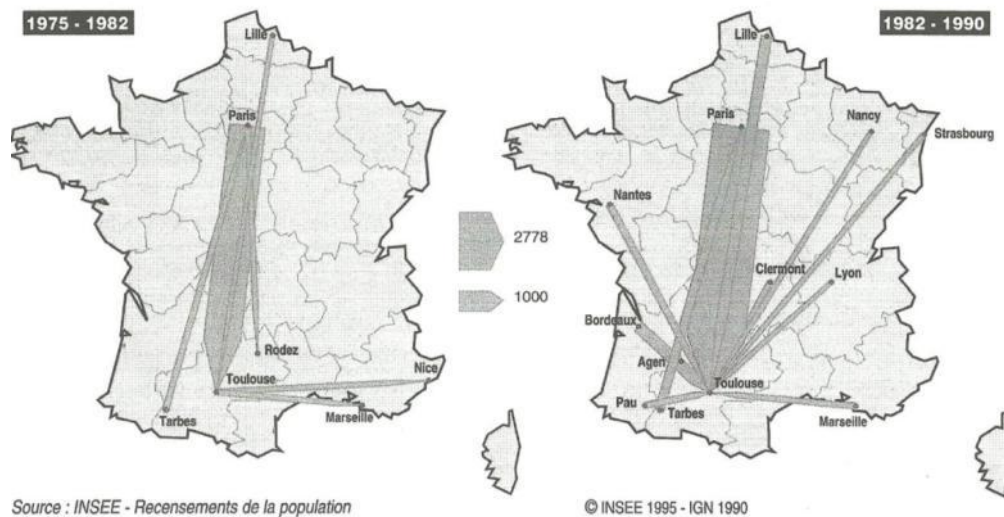 1975 - 1982
Lille
Paris
Rodez
Toulouse
Nice
Tarbes
Marseille
2778
1000
1982 - 1990
Lille
Paris
Nancy
Strasbourg
Nantes
Clermont
Lyon
Bordeaux
Agen
Toulouse
Pau
Tarbes
Marseille
Source : INSEE - Recensements de la population
© INSEE 1995 - IGN 1990